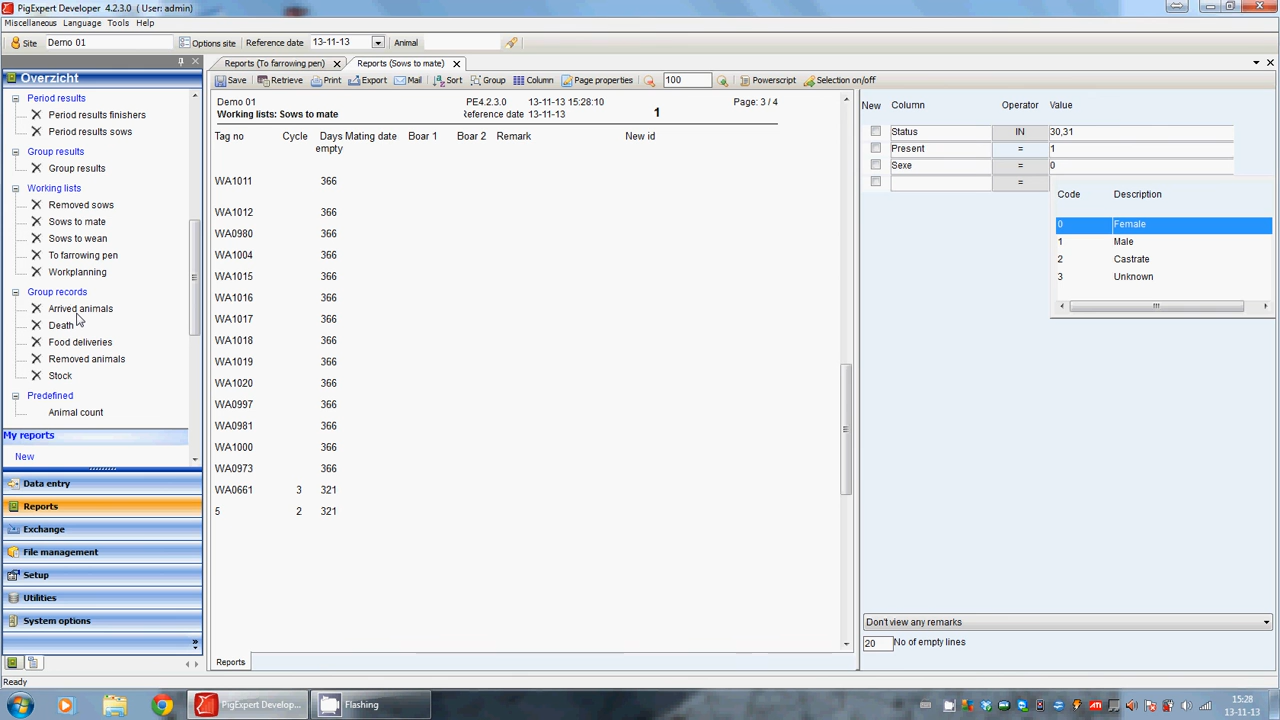 PigExpert Developer 4.2.3.0 ( User: admin)
Miscellaneous Language Tools Help
Site Demo 01 Options site Reference date 13-11-13 Animal
Overzicht
Period results
Period results finishers
Period results sows
Group results
Group results
Working lists
Removed sows
Sows to mate
Sows to wean
To farrowing pen
Workplanning
Group records
Arrived animals
Death
Food deliveries
Removed animals
Stock
Predefined
Animal count
My reports
New
Data entry
Reports
Exchange
File management
Setup
Utilities
System options
Reports (To farrowing pen) Reports (Sows to mate)
Save Retrieve Print Export Mail Sort Group Column Page properties 100 Powerscript Selection on/off
Demo 01 PE4.2.3.0 13-11-13 15:28:10 Page: 3 / 4
Working lists: Sows to mate Reference date 13-11-13 1
Tag no Cycle Days empty Mating date Boar 1 Boar 2 Remark New id
WA1011 366
WA1012 366
WA0980 366
WA1004 366
WA1015 366
WA1016 366
WA1017 366
WA1018 366
WA1019 366
WA1020 366
WA0997 366
WA0981 366
WA1000 366
WA0973 366
WA0661 3 321
5 2 321
Reports
New Column Operator Value
Status IN 30,31
Present = 1
Sexe = 0
=
Code Description
0 Female
1 Male
2 Castrate
3 Unknown
Don't view any remarks
20 No of empty lines
Ready
PigExpert Develop... Flashing
15:28
13-11-13